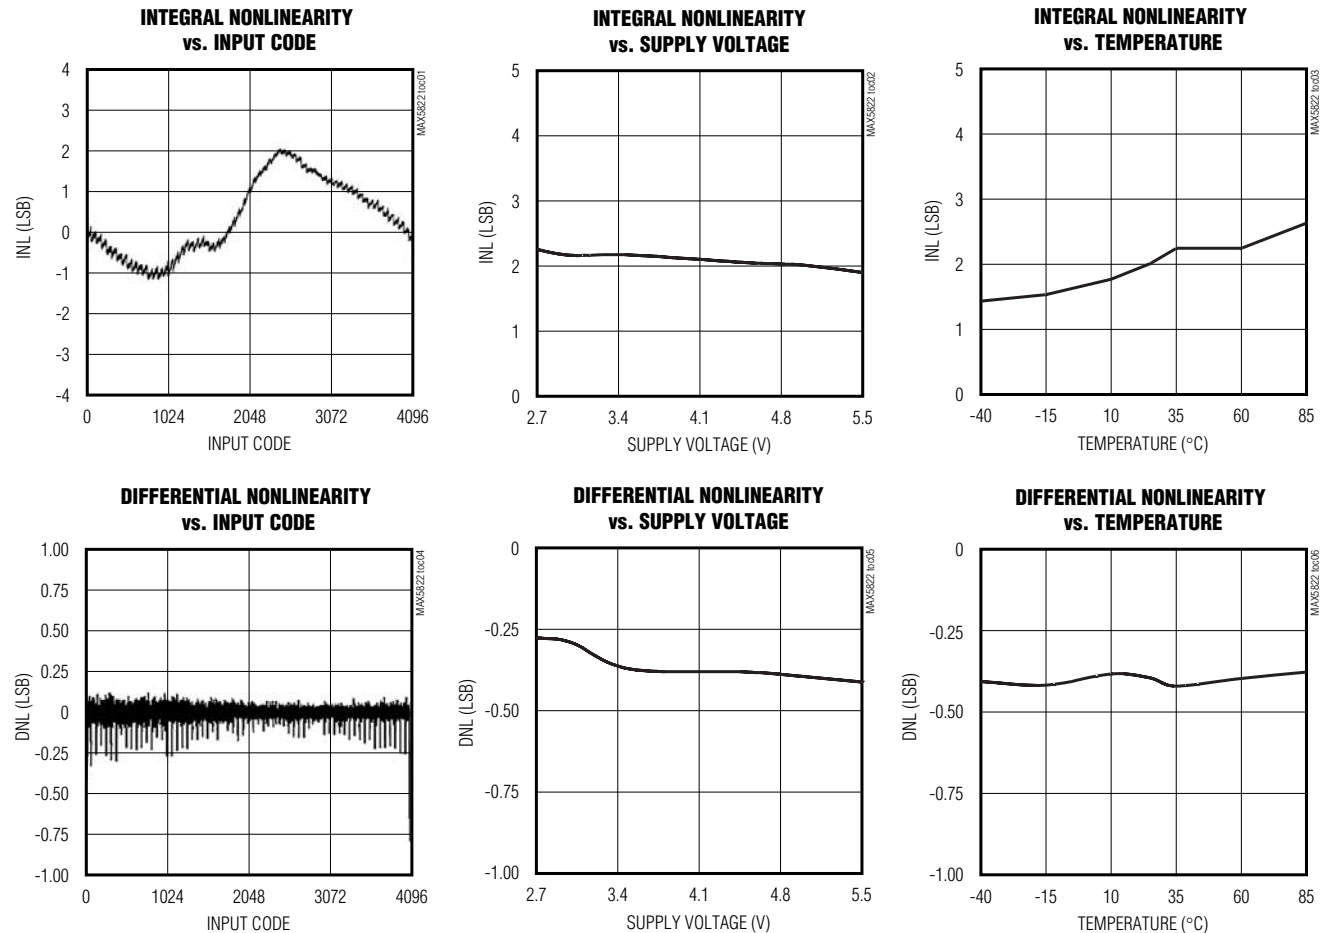 INTEGRAL NONLINEARITY
vs. INPUT CODE
4
3
2
1
0
-1
-2
-3
-4
INL (LSB)
0 1024 2048 3072 4096
INPUT CODE
MAX5822 toc01
INTEGRAL NONLINEARITY
vs. SUPPLY VOLTAGE
5
4
3
2
1
0
INL (LSB)
2.7 3.4 4.1 4.8 5.5
SUPPLY VOLTAGE (V)
MAX5822 toc02
INTEGRAL NONLINEARITY
vs. TEMPERATURE
5
4
3
2
1
0
INL (LSB)
-40 -15 10 35 60 85
TEMPERATURE (°C)
MAX5822 toc03
DIFFERENTIAL NONLINEARITY
vs. INPUT CODE
1.00
0.75
0.50
0.25
0
-0.25
-0.50
-0.75
-1.00
DNL (LSB)
0 1024 2048 3072 4096
INPUT CODE
MAX5822 toc04
DIFFERENTIAL NONLINEARITY
vs. SUPPLY VOLTAGE
0
-0.25
-0.50
-0.75
-1.00
DNL (LSB)
2.7 3.4 4.1 4.8 5.5
SUPPLY VOLTAGE (V)
MAX5822 toc05
DIFFERENTIAL NONLINEARITY
vs. TEMPERATURE
0
-0.25
-0.50
-0.75
-1.00
DNL (LSB)
-40 -15 10 35 60 85
TEMPERATURE (°C)
MAX5822 toc06